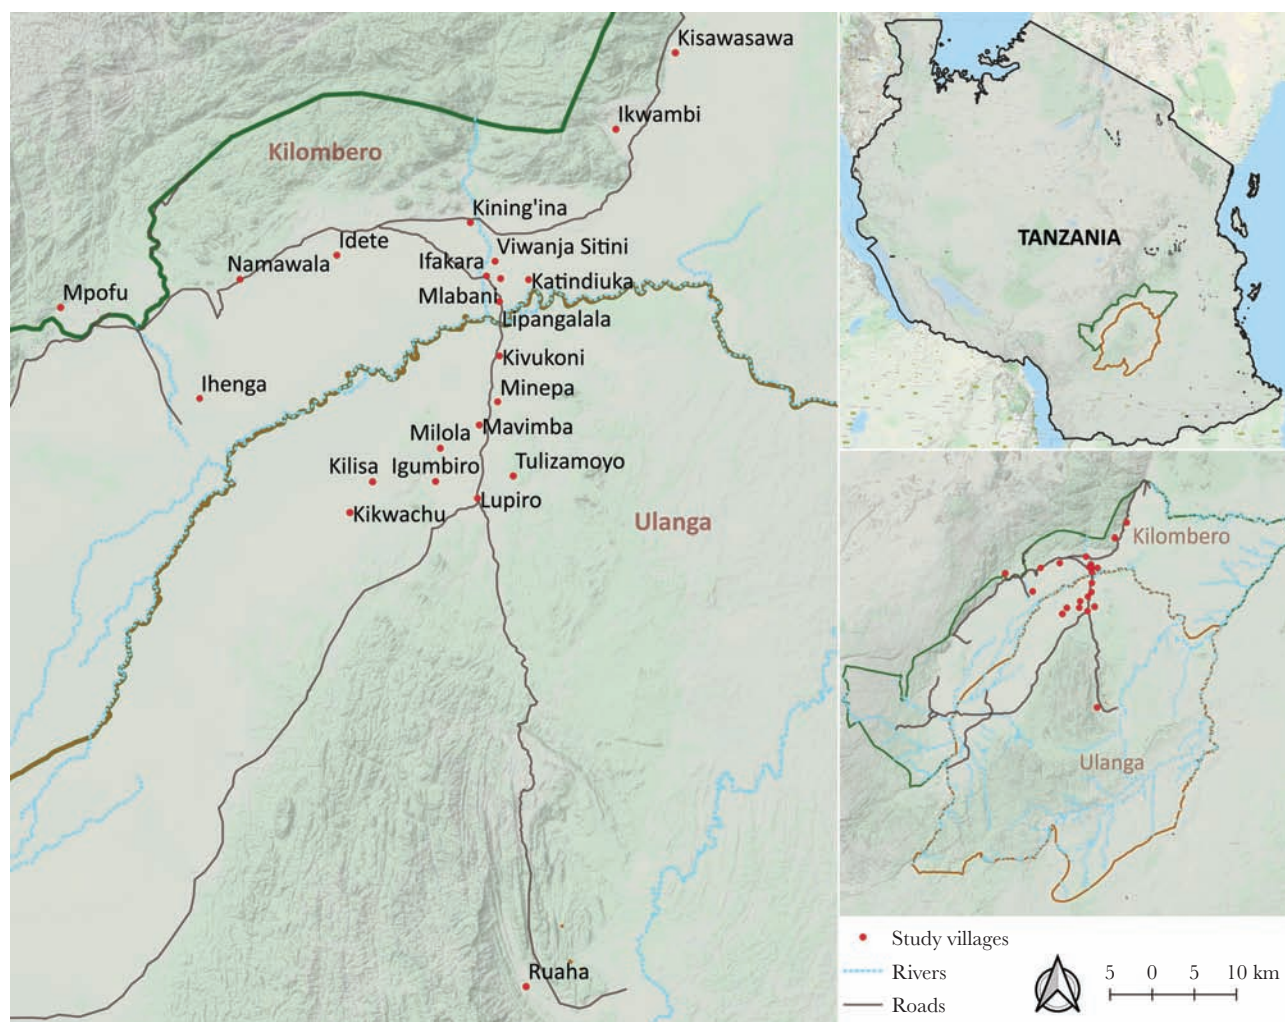 Kisawasawa
Ikwambi
Kilombero
Kining'ina
Idete
Viwanja Sitini
Ifakara
Namawala
Katindiuka
Mpofu
Mlabani
Lipangalala
Kivukoni
Ihenga
Minepa
Mavimba
Milola
Kilisa
Igumbiro
Tulizamoyo
Lupiro
Kikwachu
Ulanga
Ruaha
TANZANIA
Kilombero
Ulanga
Study villages
Rivers
Roads
5 0 5 10 km